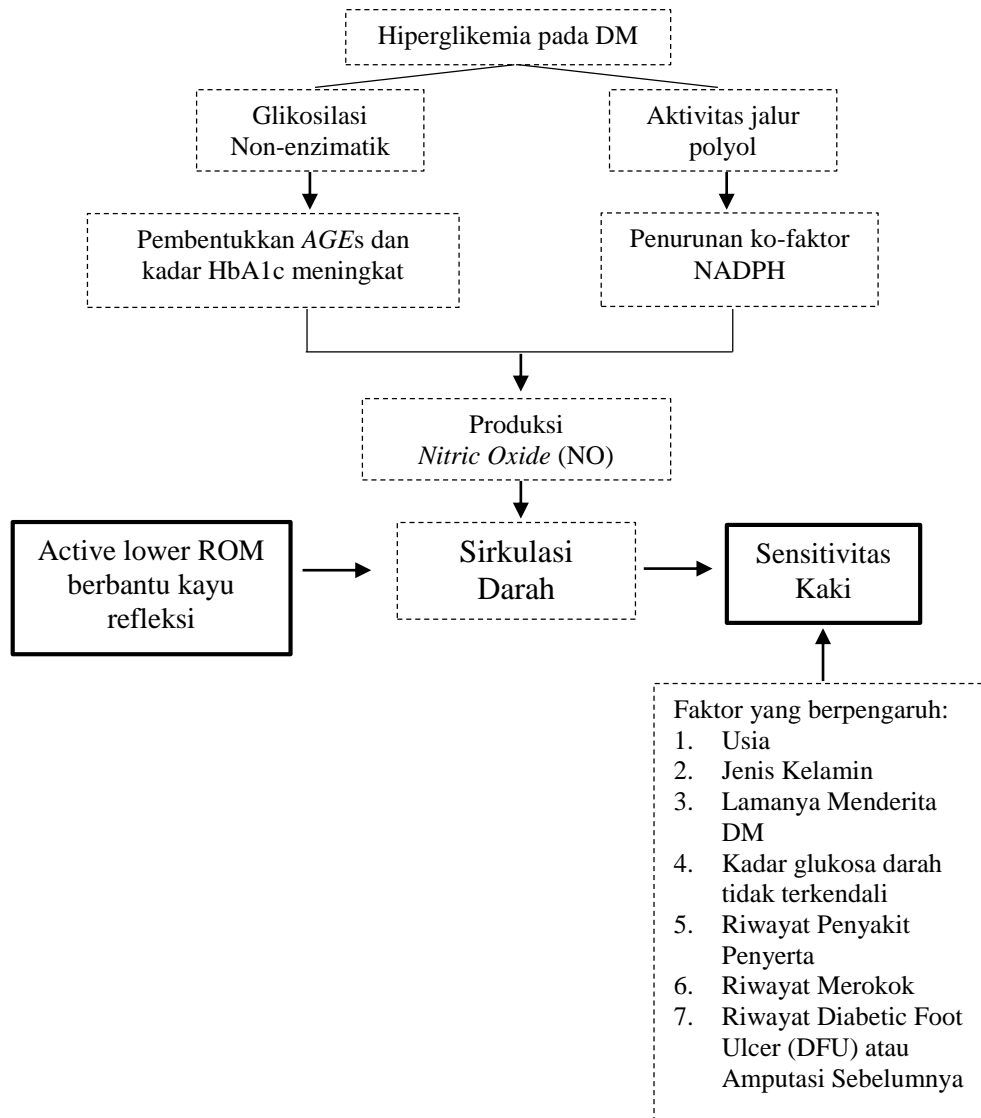 Hiperglikemia pada DM
Glikosilasi
Non-enzimatik
Aktivitas jalur
polyol
Pembentukkan AGEs dan
kadar HbA1c meningkat
Penurunan ko-faktor
NADPH
Produksi
Nitric Oxide (NO)
Active lower ROM
berbantu kayu
refleksi
Sirkulasi
Darah
Sensitivitas
Kaki
Faktor yang berpengaruh:
1. Usia
2. Jenis Kelamin
3. Lamanya Menderita
DM
4. Kadar glukosa darah
tidak terkendali
5. Riwayat Penyakit
Penyerta
6. Riwayat Merokok
7. Riwayat Diabetic Foot
Ulcer (DFU) atau
Amputasi Sebelumnya